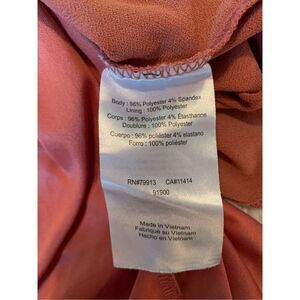 Body : 96% Polyester 4% Spandex
Lining : 100% Polyester
Corps : 96% Polyester 4% Élasthanne
Doublure : 100% Polyester
Cuerpo : 96% poliéster 4% elastano
Forro : 100% poliéster
RN#79913 CA#11414
91900
Made in Vietnam
Fabriqué au Vietnam
Hecho en Vietnam